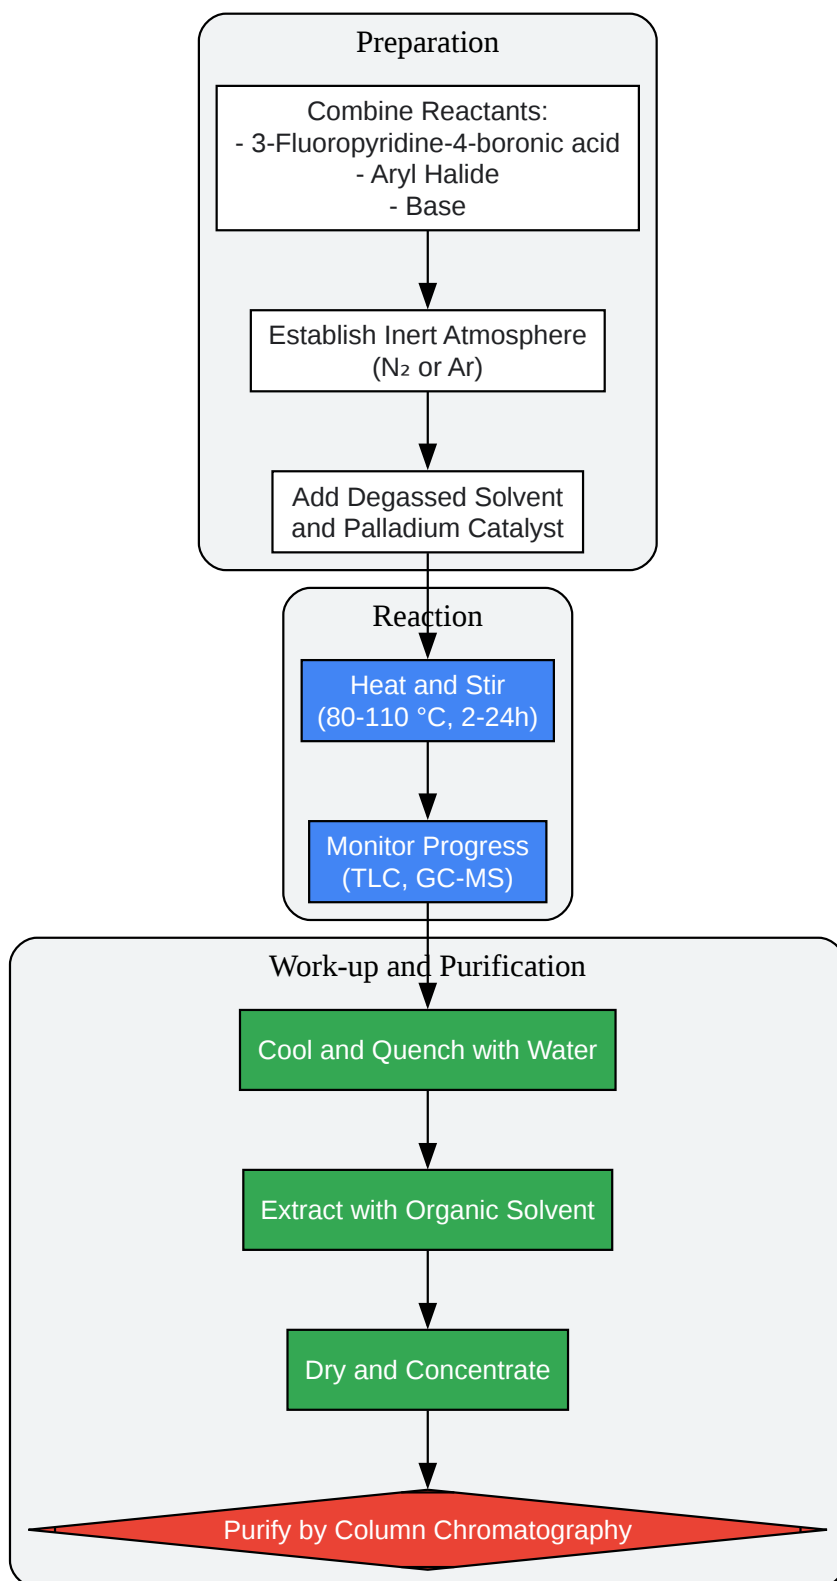 Preparation
Combine Reactants:
- 3-Fluoropyridine-4-boronic acid
- Aryl Halide
- Base
Establish Inert Atmosphere
(N₂ or Ar)
Add Degassed Solvent
and Palladium Catalyst
Reaction
Heat and Stir
(80-110 °C, 2-24h)
Monitor Progress
(TLC, GC-MS)
Work-up and Purification
Cool and Quench with Water
Extract with Organic Solvent
Dry and Concentrate
Purify by Column Chromatography